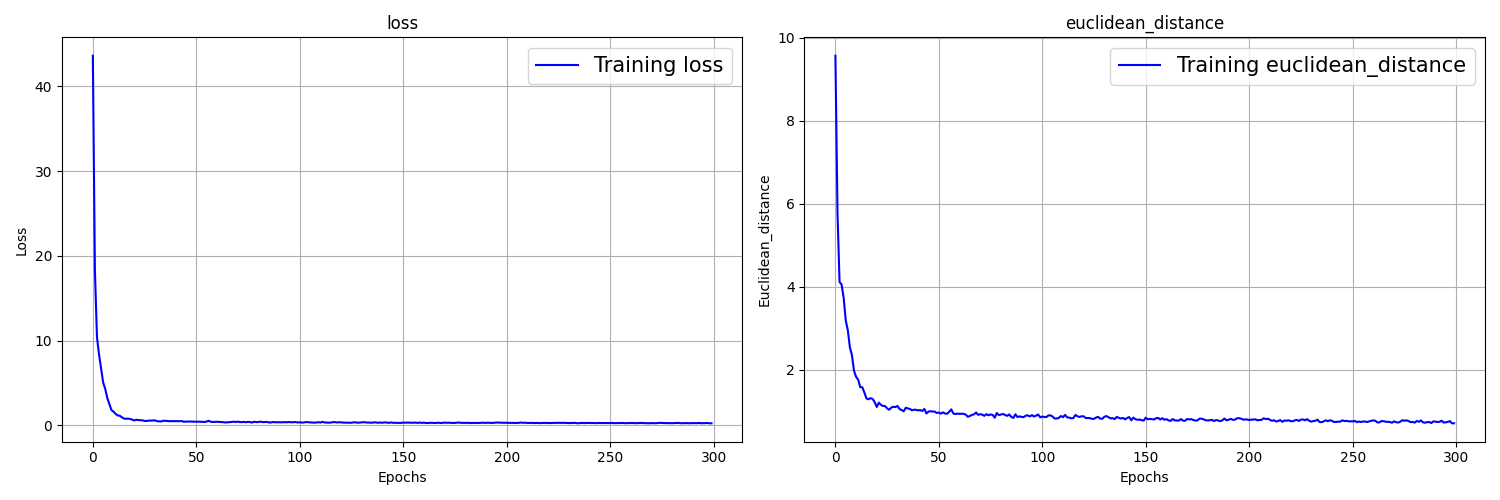 loss
Training loss
40
30
20
10
0
Loss
0 50 100 150 200 250 300
Epochs
euclidean_distance
Training euclidean_distance
10
8
6
4
2
Euclidean_distance
0 50 100 150 200 250 300
Epochs